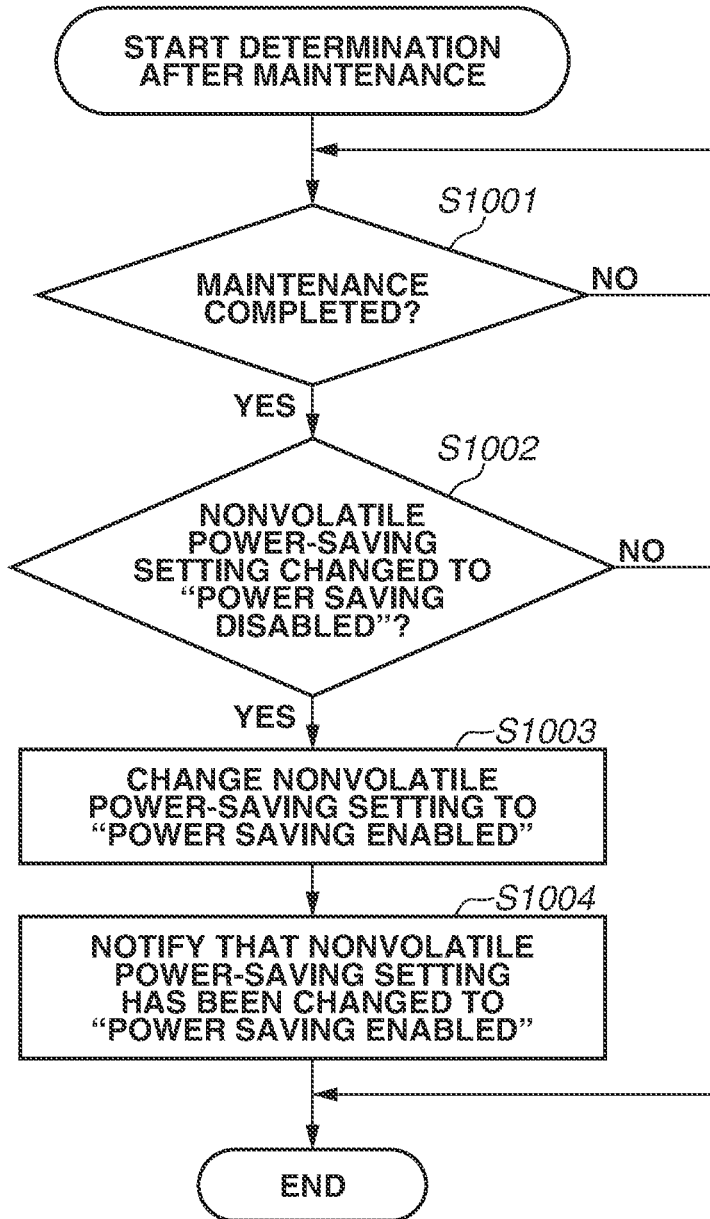 START DETERMINATION
AFTER MAINTENANCE
S1001
MAINTENANCE
COMPLETED?
NO
YES
S1002
NONVOLATILE
POWER-SAVING
SETTING CHANGED TO
“POWER SAVING
DISABLED”?
NO
YES
S1003
CHANGE NONVOLATILE
POWER-SAVING SETTING TO
“POWER SAVING ENABLED”
S1004
NOTIFY THAT NONVOLATILE
POWER-SAVING SETTING
HAS BEEN CHANGED TO
“POWER SAVING ENABLED”
END